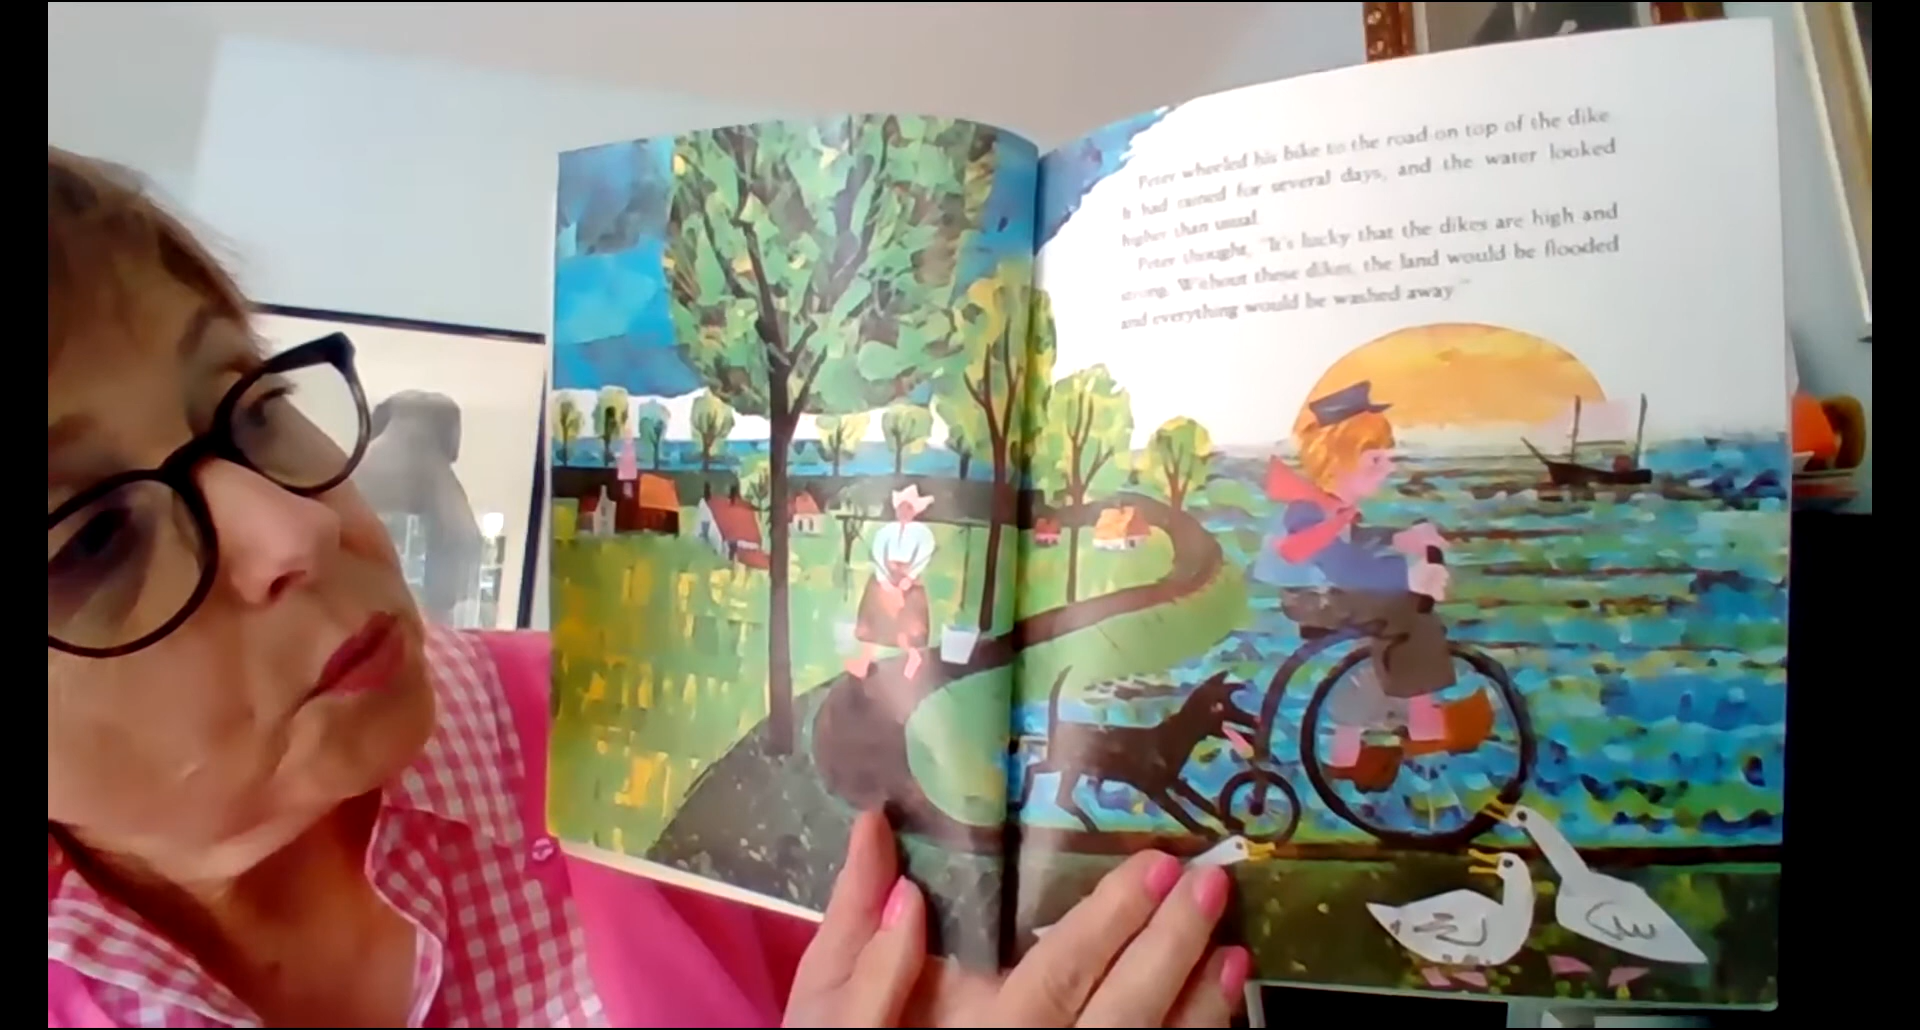 Peter wheeled his bike to the road on top of the dike
It had rained for several days, and the water looked
higher than usual.
Peter thought, "It's lucky that the dikes are high and
strong. Without these dikes, the land would be flooded
and everything would be washed away."